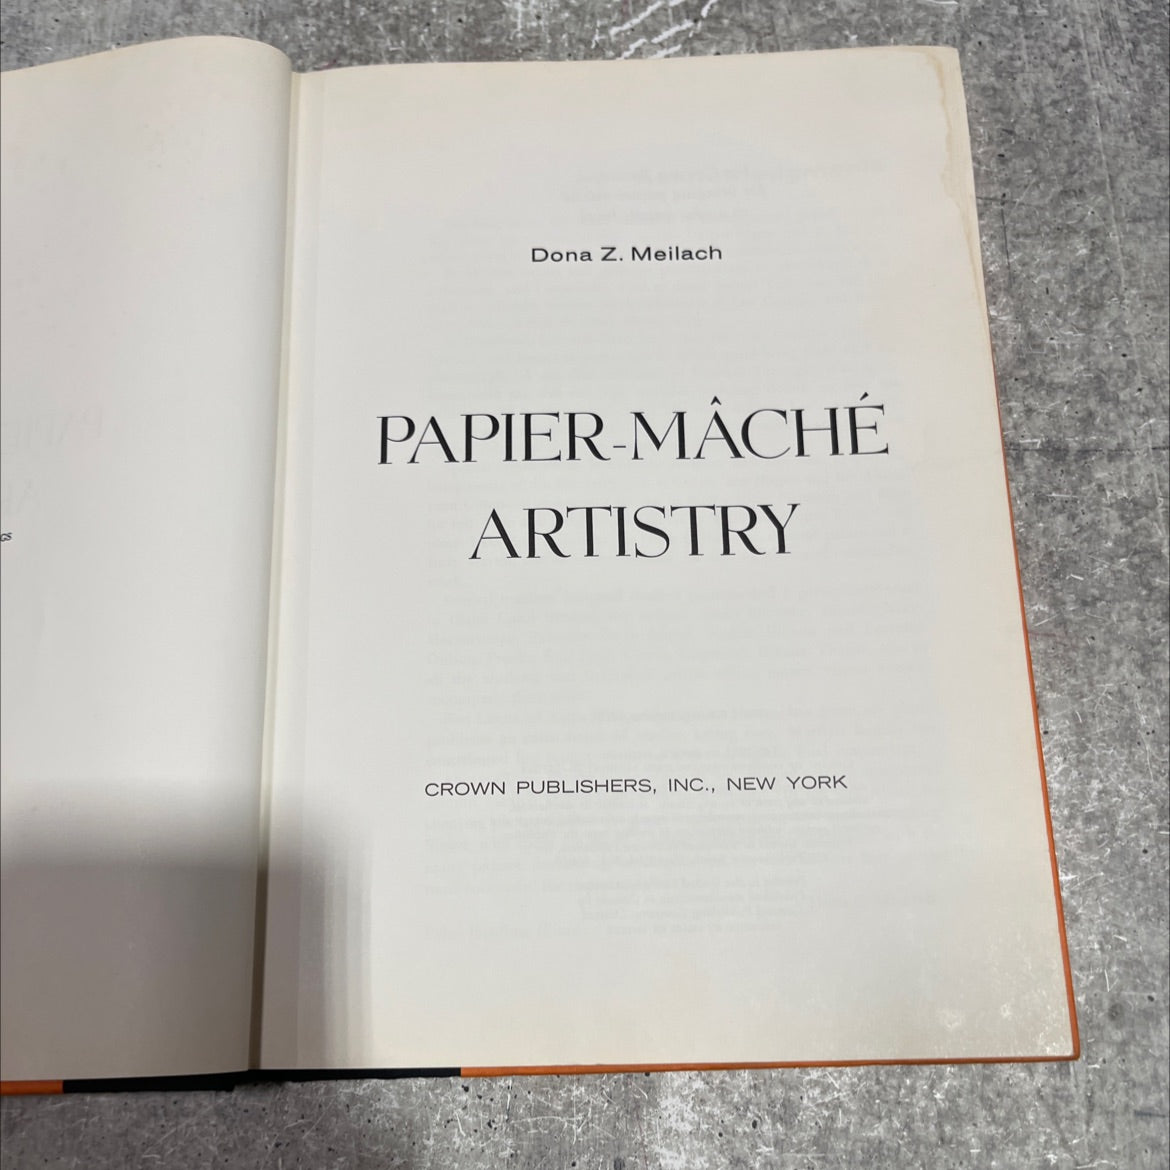 Dona Z. Meilach
PAPIER-MÂCHÉ
ARTISTRY
CROWN PUBLISHERS, INC., NEW YORK